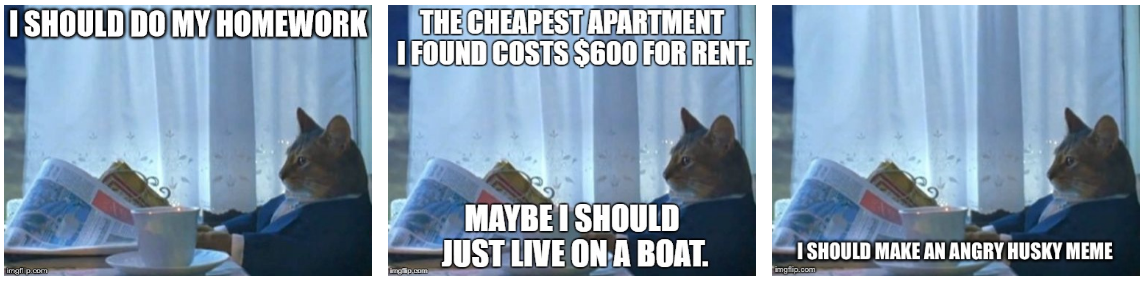 I SHOULD DO MY HOMEWORK
imgflip.com
THE CHEAPEST APARTMENT
I FOUND COSTS $600 FOR RENT.
MAYBE I SHOULD
JUST LIVE ON A BOAT.
imgflip.com
I SHOULD MAKE AN ANGRY HUSKY MEME
imgflip.com